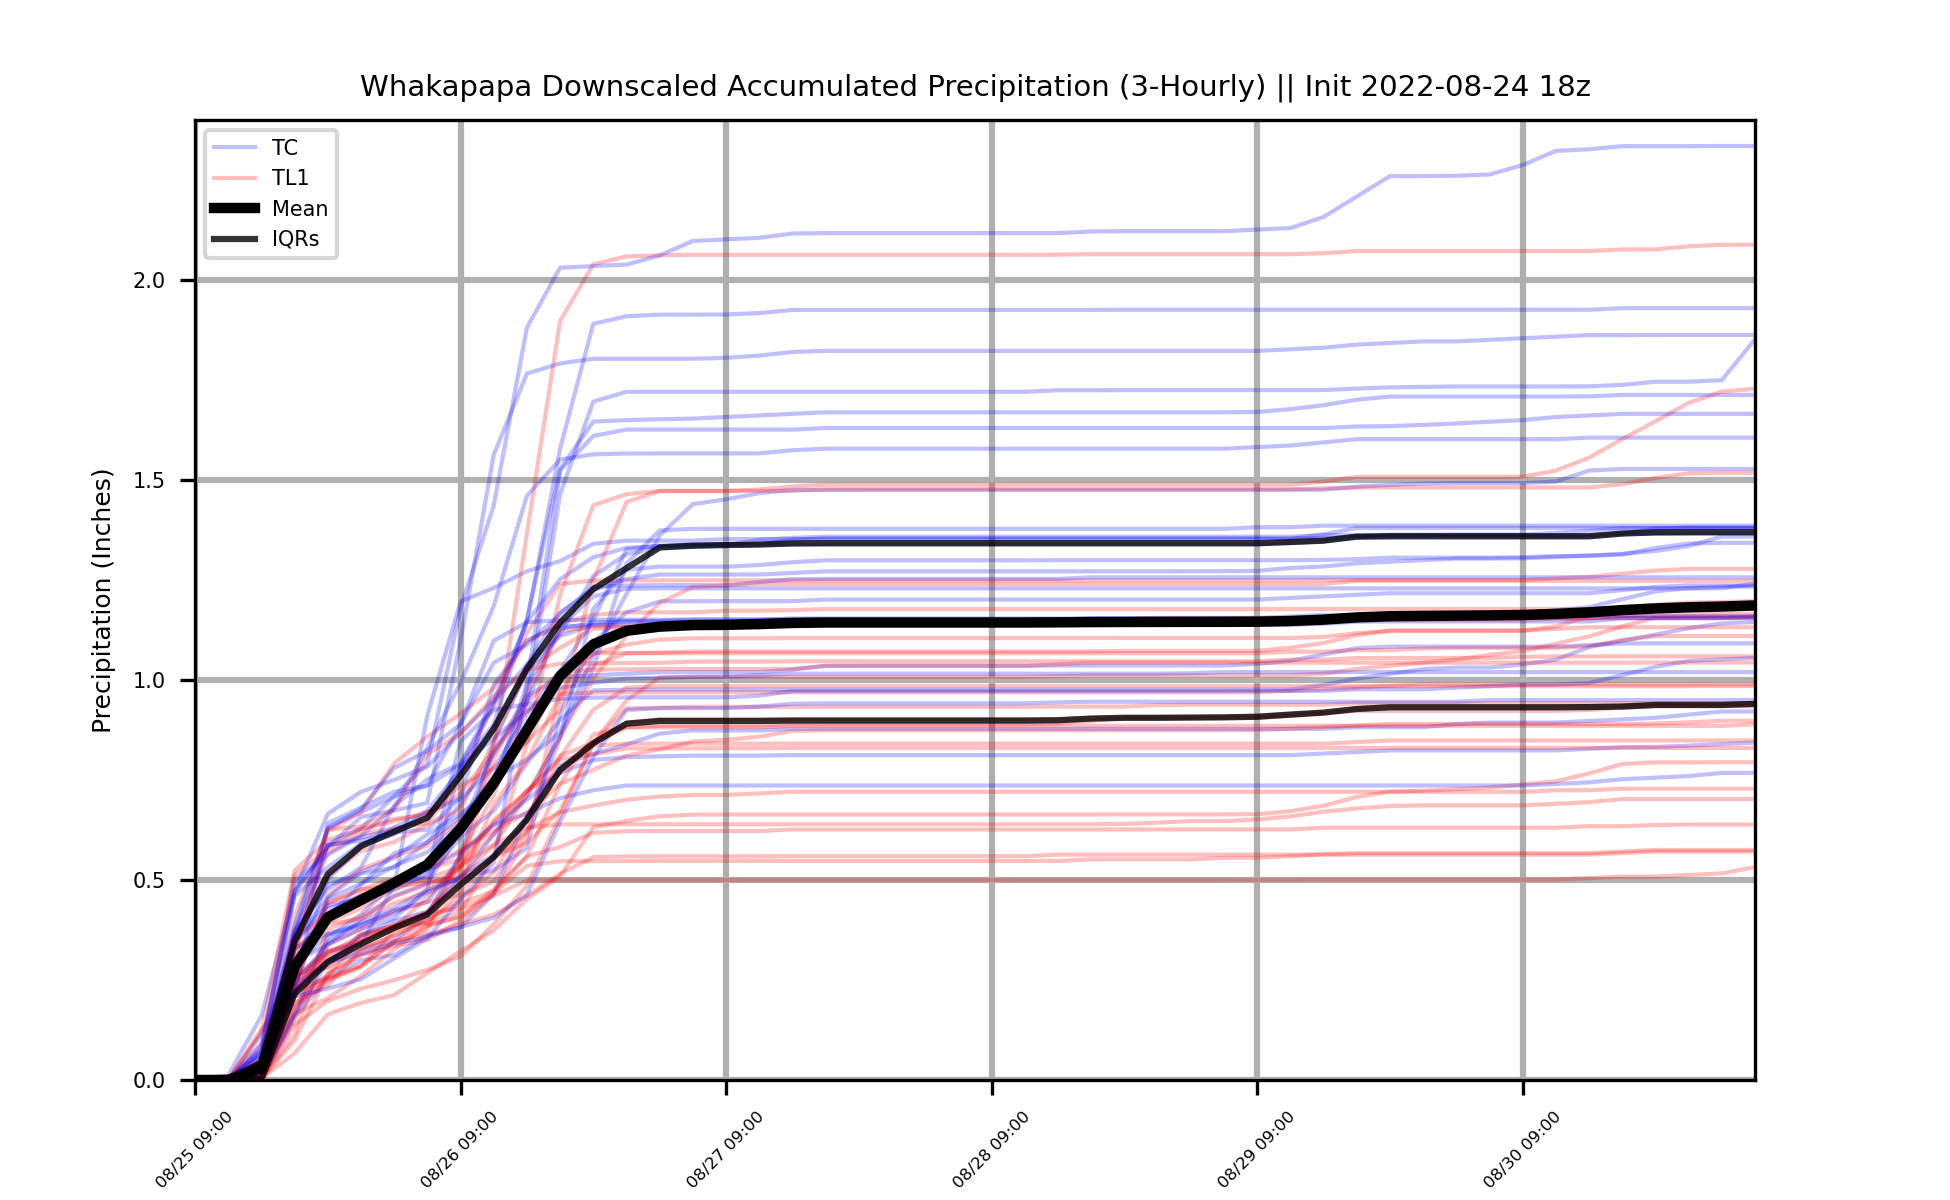 Whakapapa Downscaled Accumulated Precipitation (3-Hourly) || Init 2022-08-24 18z
TC
TL1
Mean
IQRs
Precipitation (Inches)
2.0
1.5
1.0
0.5
0.0
08/25 09:00
08/26 09:00
08/27 09:00
08/28 09:00
08/29 09:00
08/30 09:00